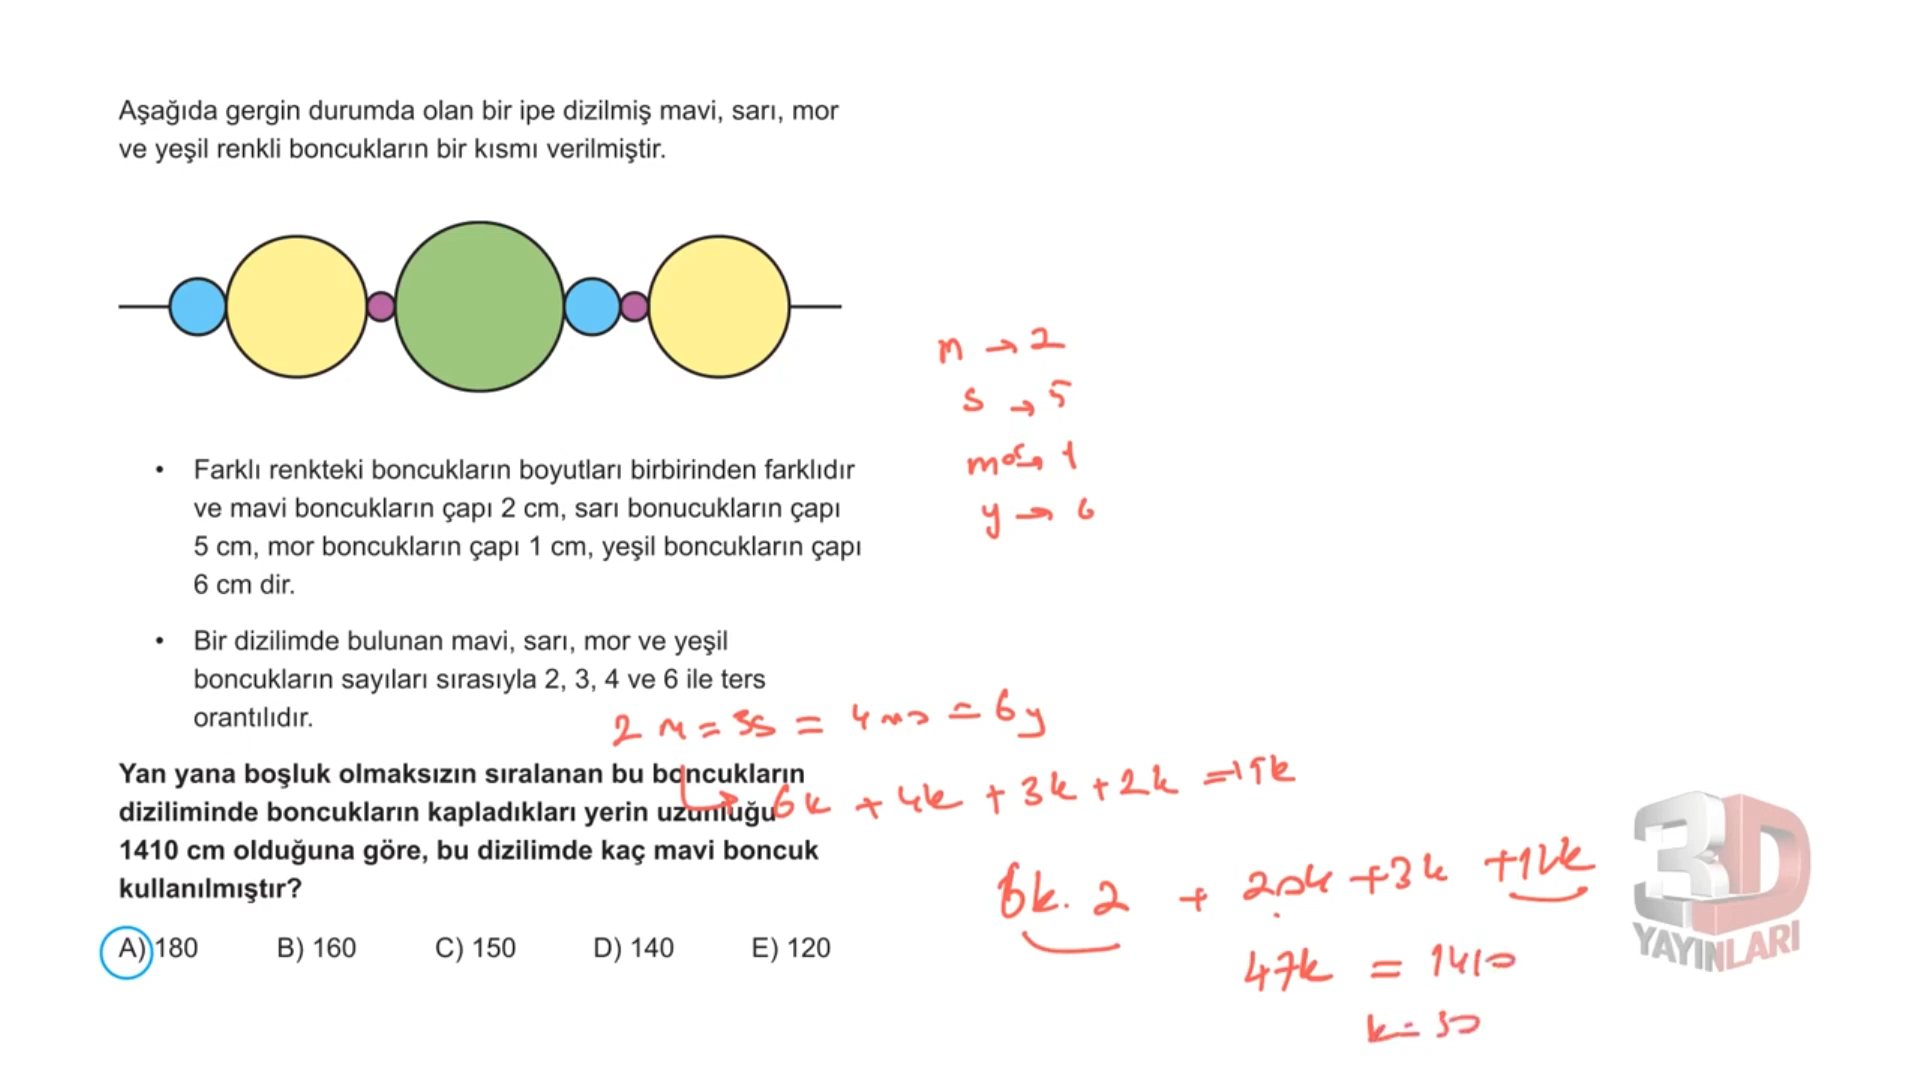 Aşağıda gergin durumda olan bir ipe dizilmiş mavi, sarı, mor
ve yeşil renkli boncukların bir kısmı verilmiştir.
m → 2
s → 5
mor → 1
y → 6
• Farklı renkteki boncukların boyutları birbirinden farklıdır
ve mavi boncukların çapı 2 cm, sarı bonucukların çapı
5 cm, mor boncukların çapı 1 cm, yeşil boncukların çapı
6 cm dir.
• Bir dizilimde bulunan mavi, sarı, mor ve yeşil
boncukların sayıları sırasıyla 2, 3, 4 ve 6 ile ters
orantılıdır.
2 m = 3s = 4 mo = 6y
Yan yana boşluk olmaksızın sıralanan bu boncukların
diziliminde boncukların kapladıkları yerin uzunluğu
1410 cm olduğuna göre, bu dizilimde kaç mavi boncuk
kullanılmıştır?
6k + 4k + 3k + 2k = 15k
6k. 2 + 20k + 3k + 12k
47k = 1410
k = 30
A) 180 B) 160 C) 150 D) 140 E) 120
3D
YAYINLARI